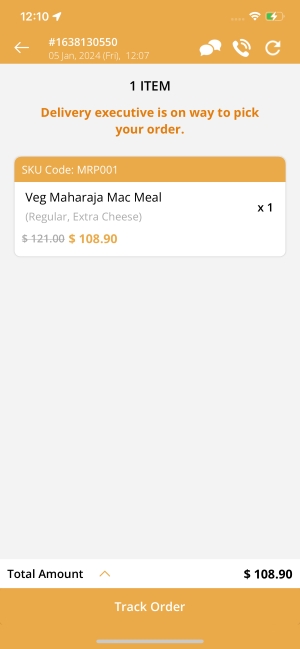 12:10
#1638130550
05 Jan, 2024 (Fri), 12:07
1 ITEM
Delivery executive is on way to pick
your order.
SKU Code: MRP001
Veg Maharaja Mac Meal
x 1
(Regular, Extra Cheese)
$ 121.00 $ 108.90
Total Amount
$ 108.90
Track Order